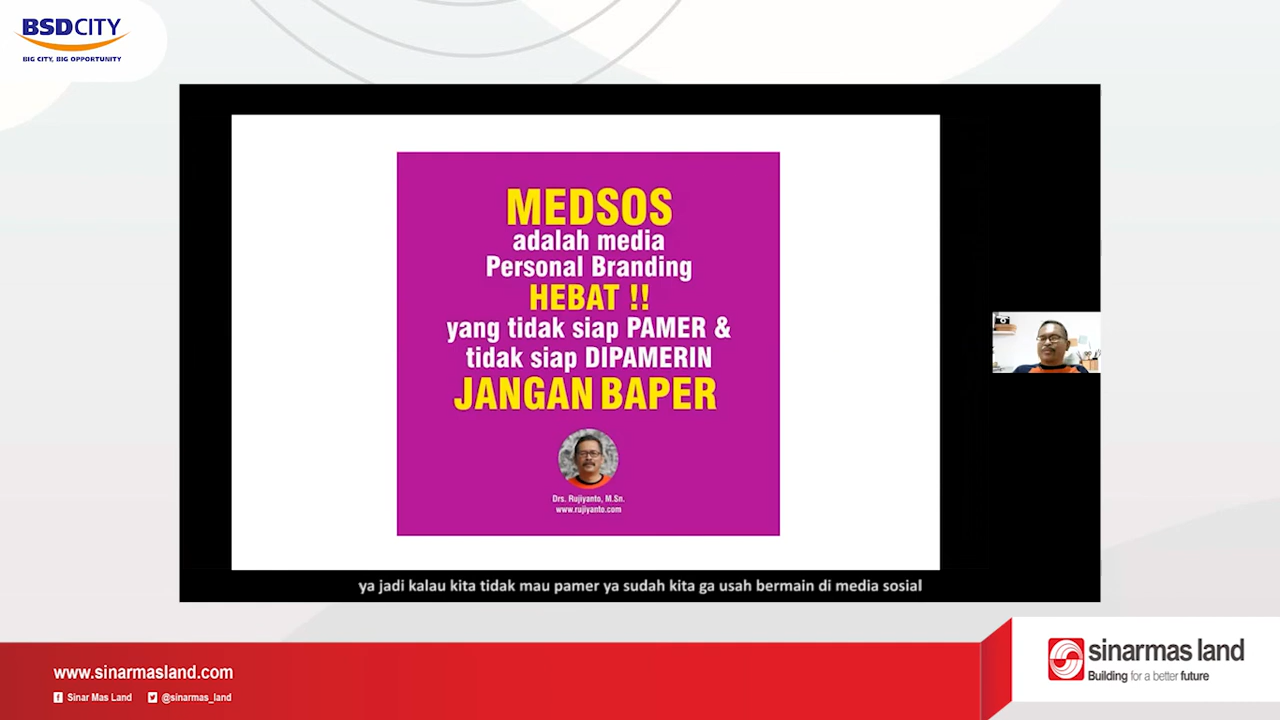 BSDCITY
BIG CITY, BIG OPPORTUNITY
MEDSOS
adalah media
Personal Branding
HEBAT !!
yang tidak siap PAMER &
tidak siap DIPAMERIN
JANGAN BAPER
Drs. Rujiyanto, M.Sn.
www.rujiyanto.com
ya jadi kalau kita tidak mau pamer ya sudah kita ga usah bermain di media sosial
www.sinarmasland.com
Sinar Mas Land
@sinarmas_land
sinarmas land
Building for a better future